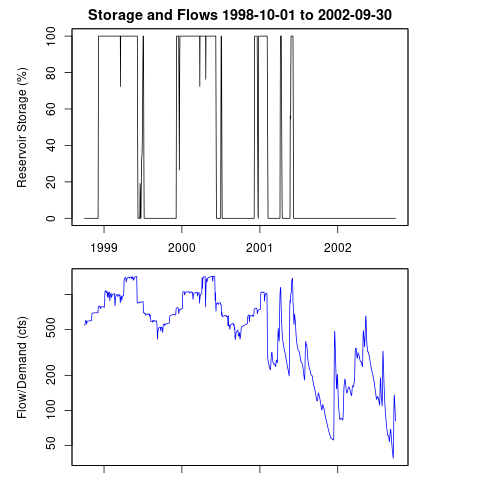 Storage and Flows 1998-10-01 to 2002-09-30
Reservoir Storage (%)
100
80
60
40
20
0
1999 2000 2001 2002
Flow/Demand (cfs)
500
200
100
50